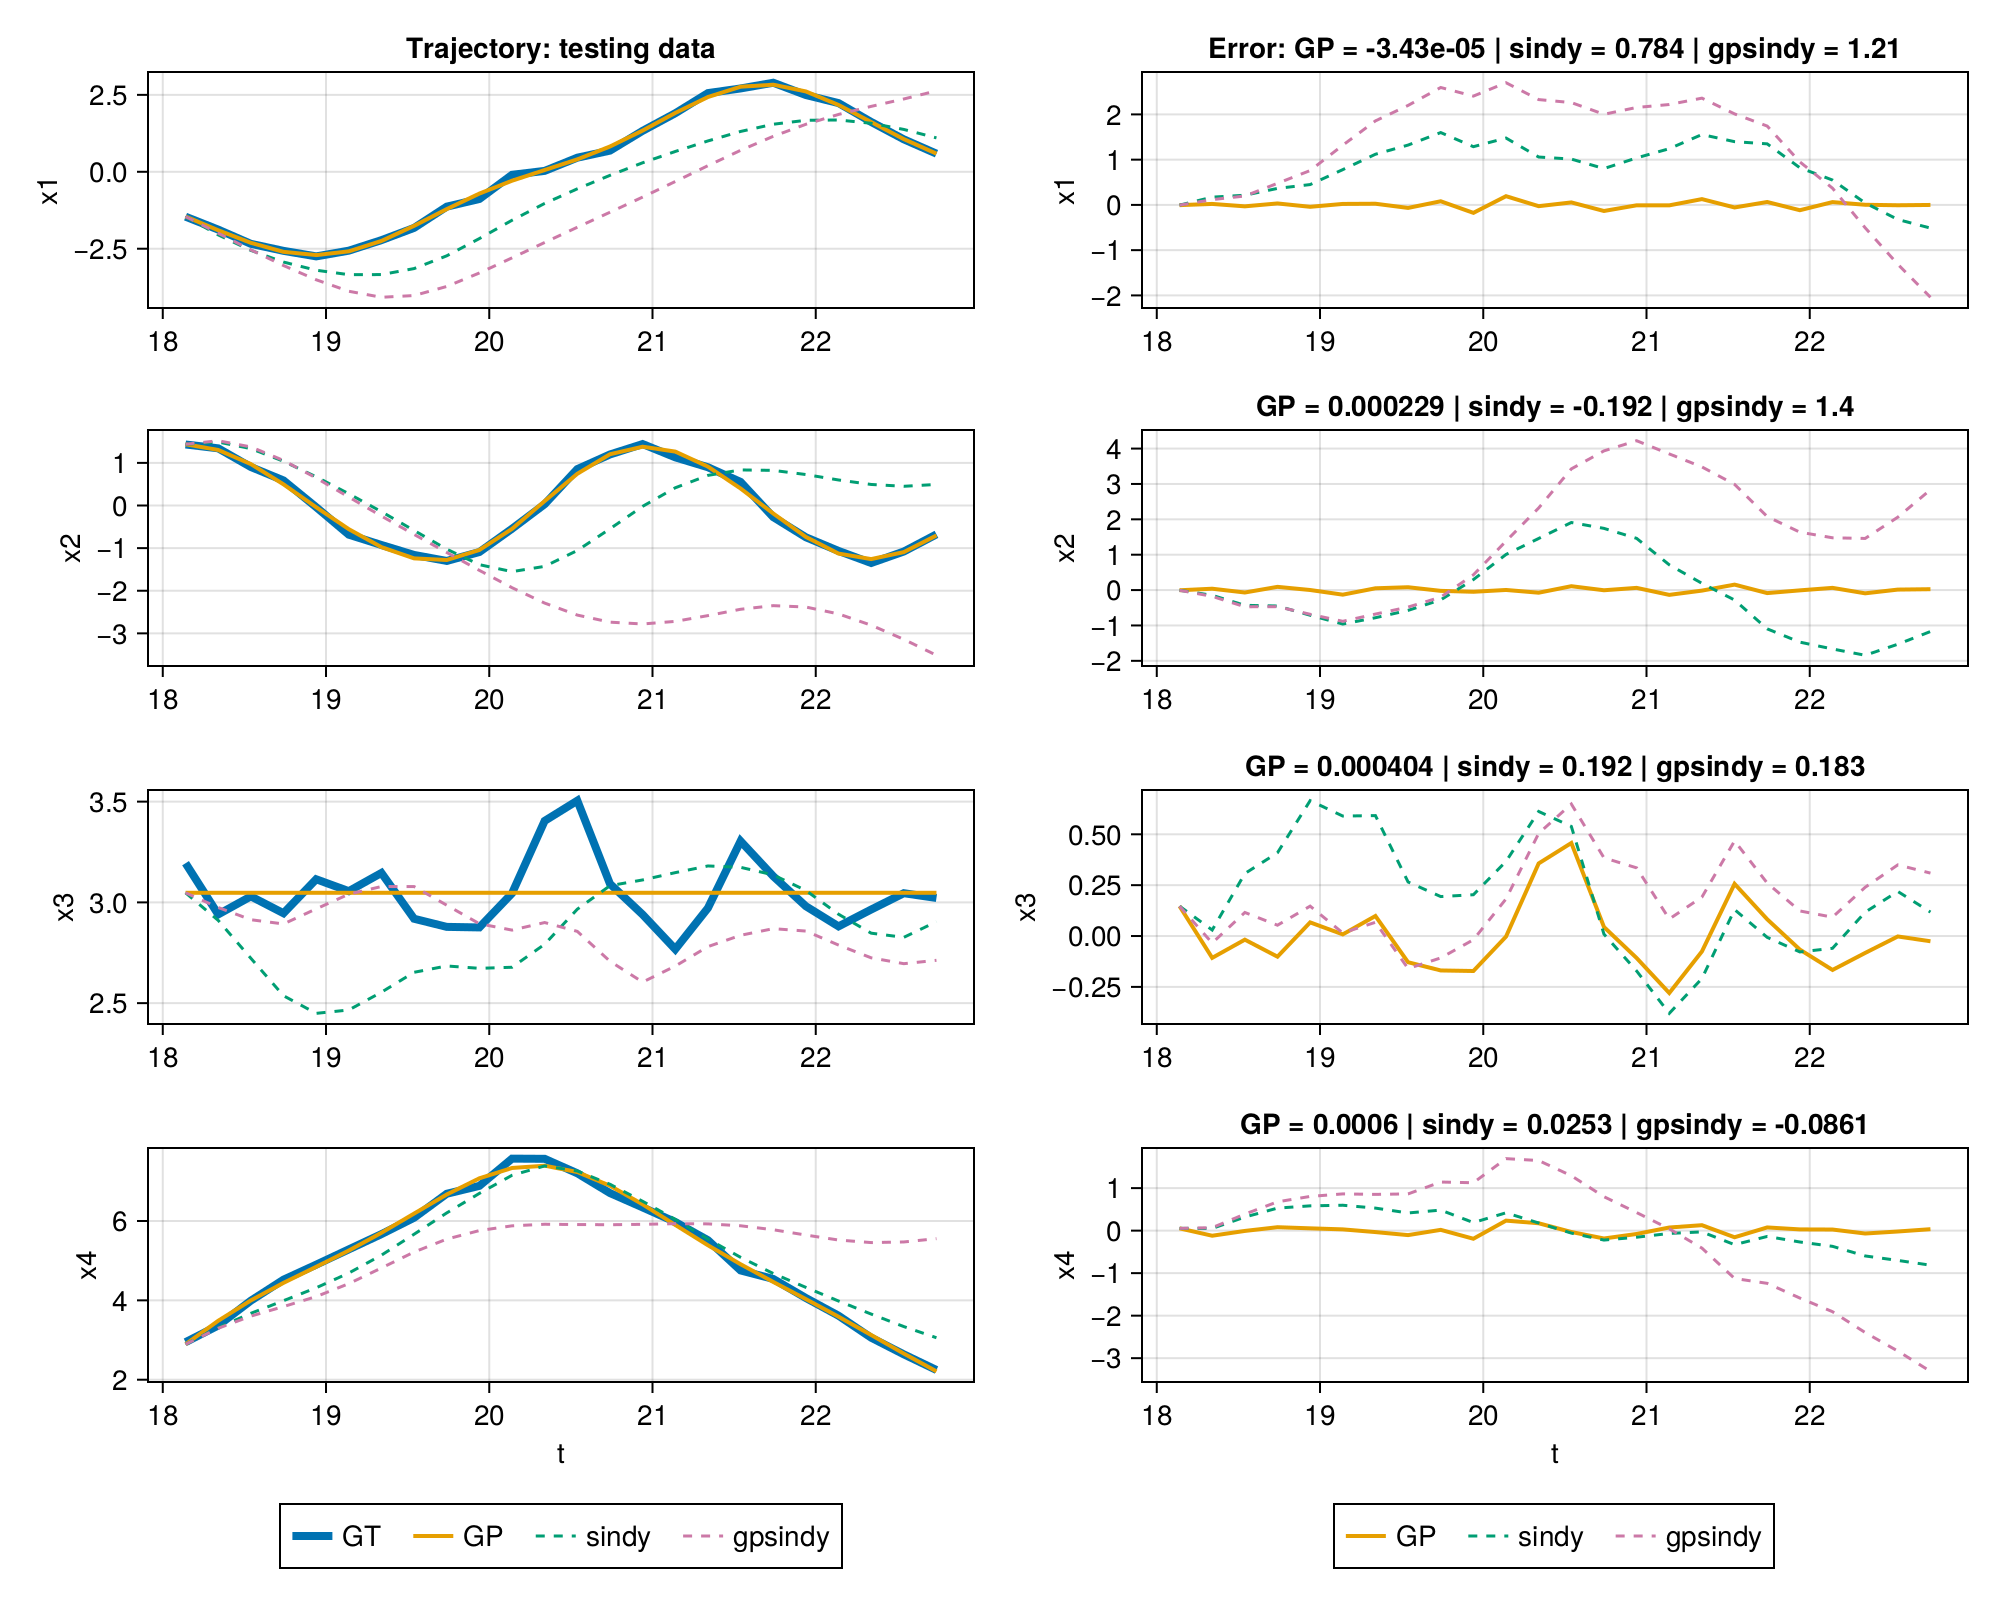 Trajectory: testing data
x1
2.5
0.0
−2.5
18 19 20 21 22
Error: GP = -3.43e-05 | sindy = 0.784 | gpsindy = 1.21
x1
2
1
0
−1
−2
18 19 20 21 22
x2
1
0
−1
−2
−3
18 19 20 21 22
GP = 0.000229 | sindy = -0.192 | gpsindy = 1.4
x2
4
3
2
1
0
−1
−2
18 19 20 21 22
x3
3.5
3.0
2.5
18 19 20 21 22
GP = 0.000404 | sindy = 0.192 | gpsindy = 0.183
x3
0.50
0.25
0.00
−0.25
18 19 20 21 22
x4
6
4
2
18 19 20 21 22
t
GP = 0.0006 | sindy = 0.0253 | gpsindy = -0.0861
x4
1
0
−1
−2
−3
18 19 20 21 22
t
GT GP sindy gpsindy
GP sindy gpsindy